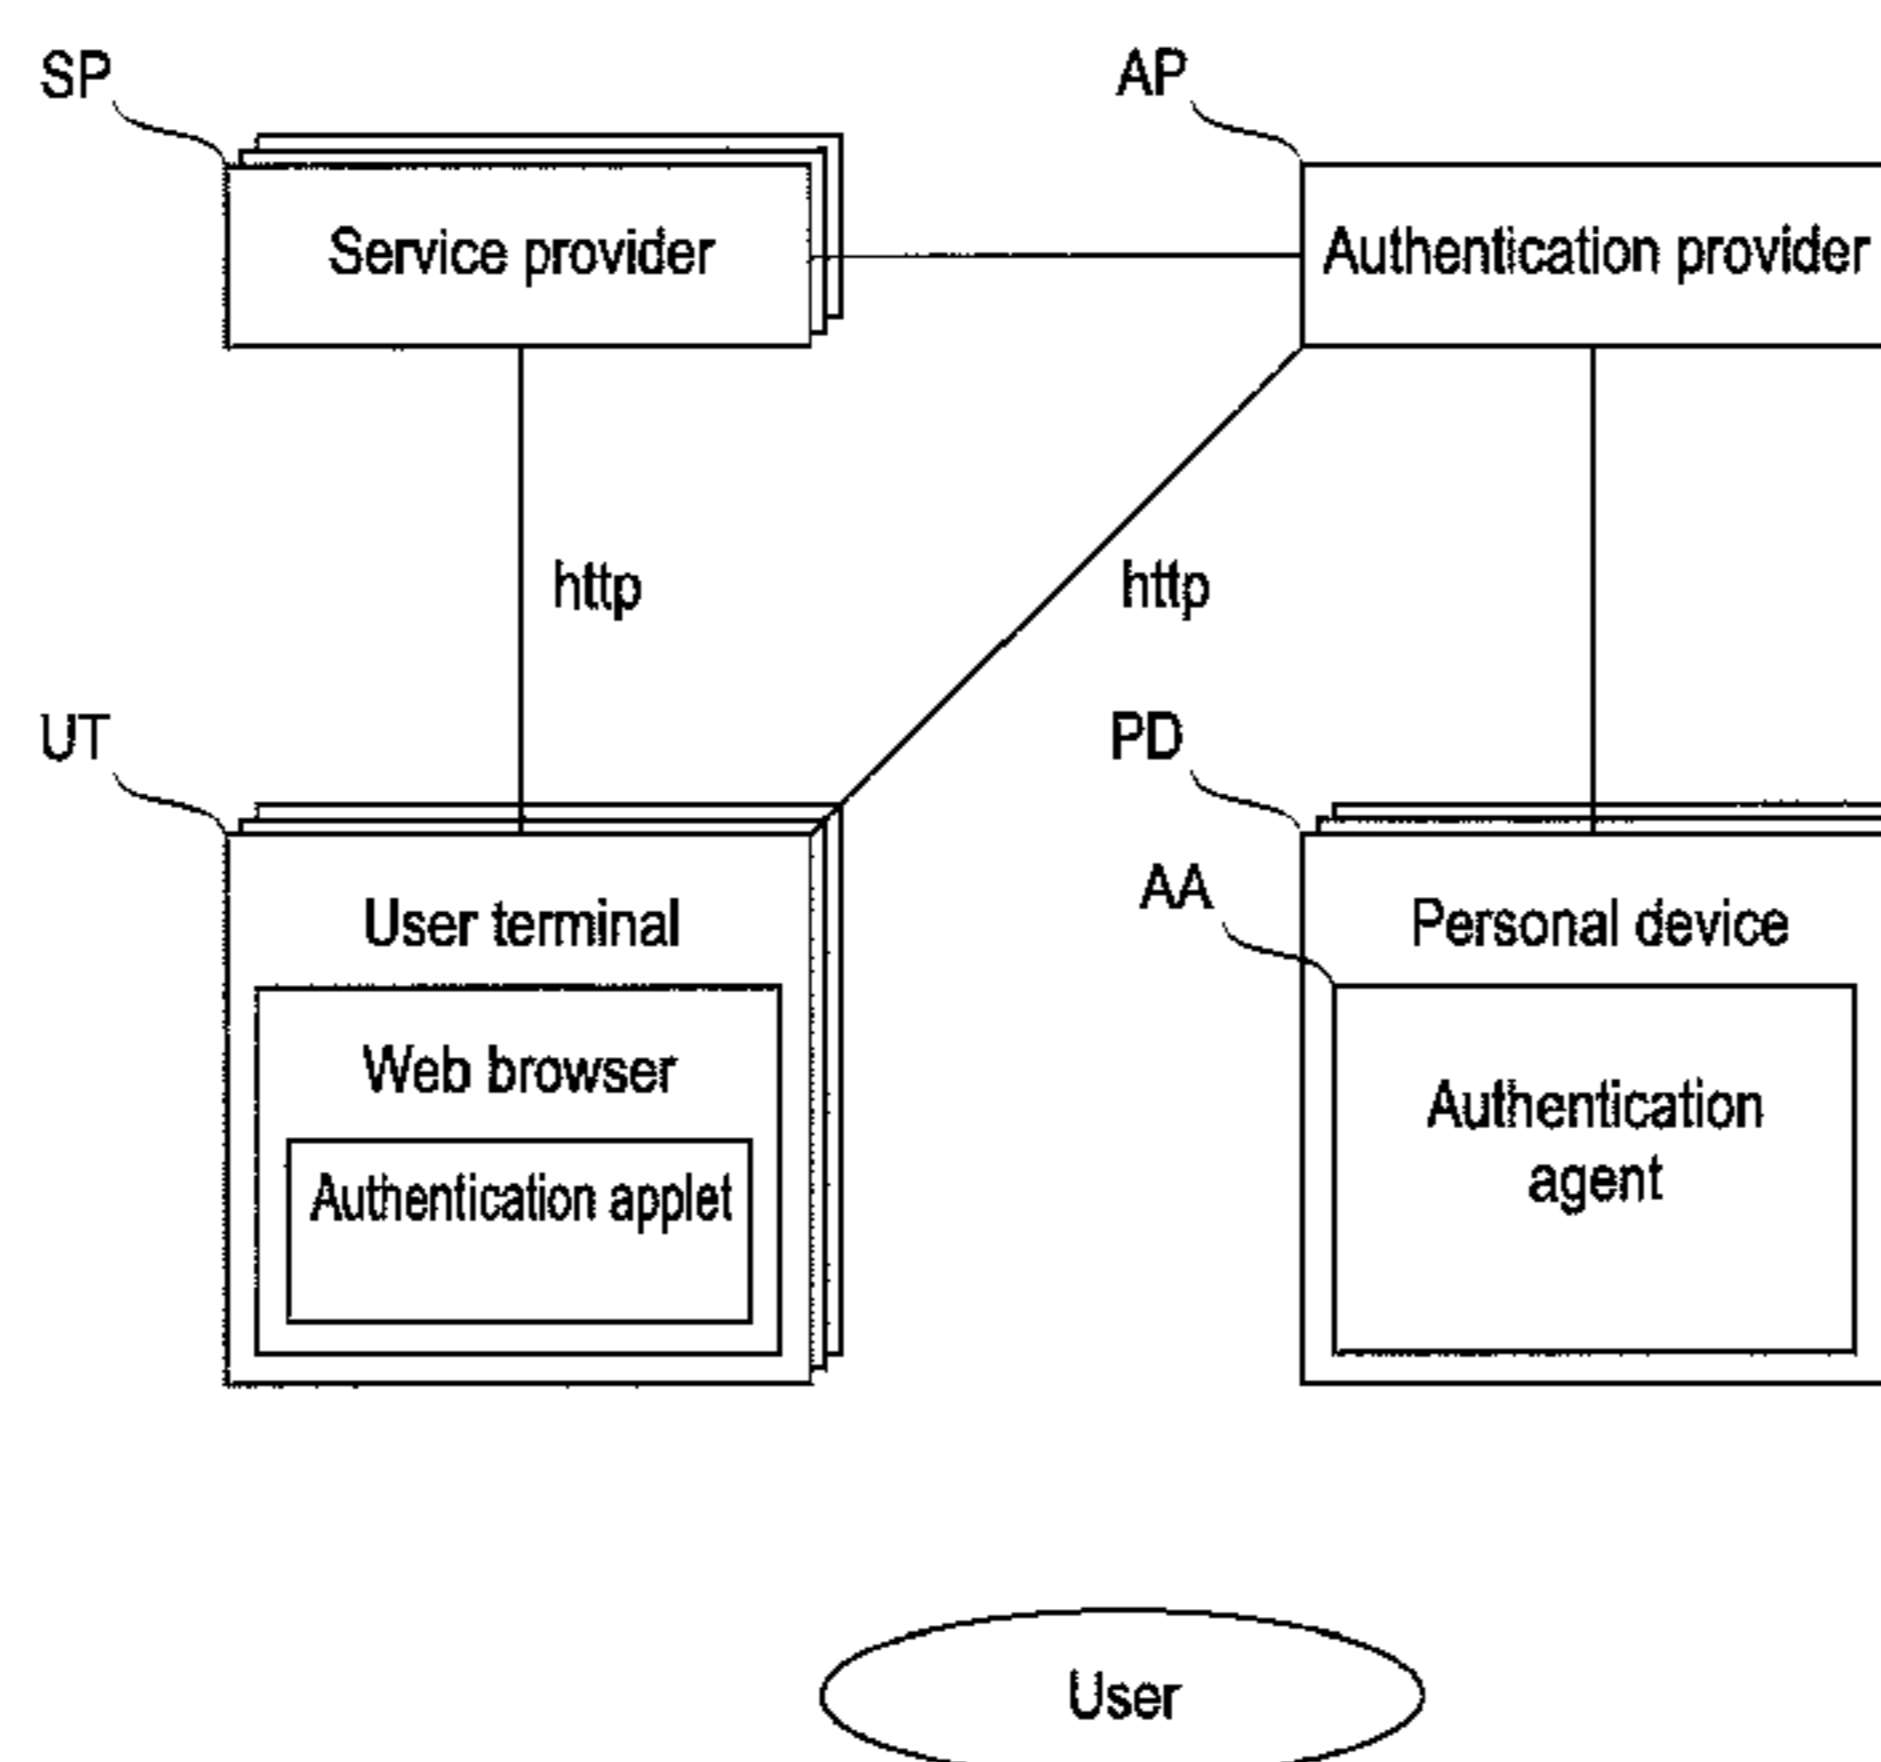 SP
AP
Service provider
Authentication provider
http
http
UT
PD
AA
User terminal
Personal device
Web browser
Authentication
agent
Authentication applet
User